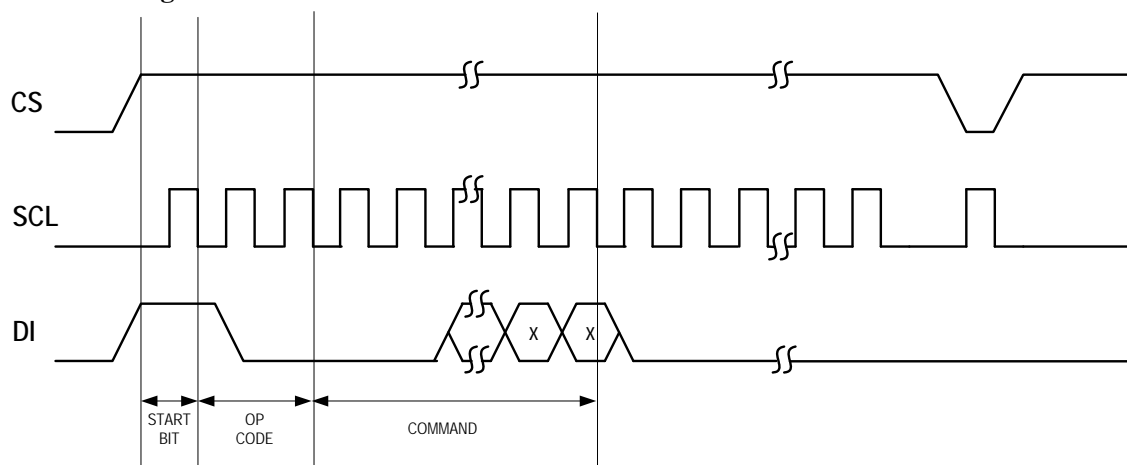 CS
SCL
DI
X X
START
BIT
OP
CODE
COMMAND